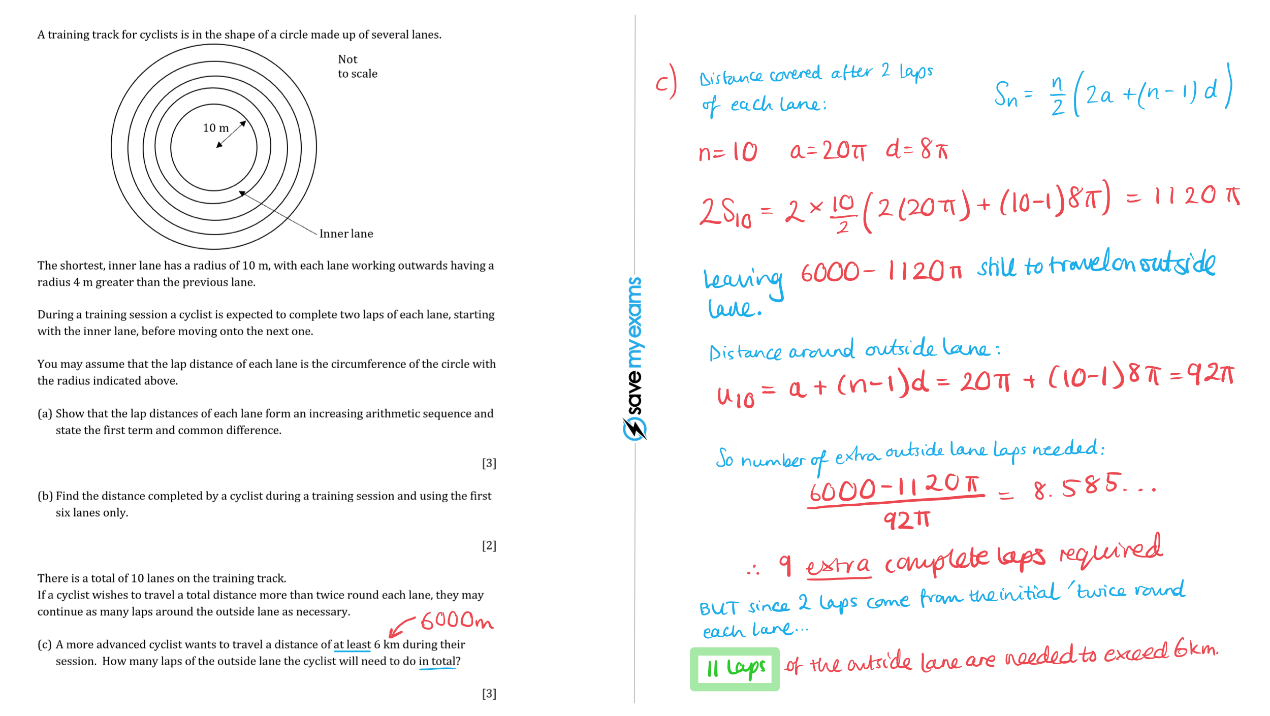 A training track for cyclists is in the shape of a circle made up of several lanes.
Not
to scale
10 m
Inner lane
The shortest, inner lane has a radius of 10 m, with each lane working outwards having a
radius 4 m greater than the previous lane.
During a training session a cyclist is expected to complete two laps of each lane, starting
with the inner lane, before moving onto the next one.
You may assume that the lap distance of each lane is the circumference of the circle with
the radius indicated above.
(a) Show that the lap distances of each lane form an increasing arithmetic sequence and
state the first term and common difference.
[3]
(b) Find the distance completed by a cyclist during a training session and using the first
six lanes only.
[2]
There is a total of 10 lanes on the training track.
If a cyclist wishes to travel a total distance more than twice round each lane, they may
continue as many laps around the outside lane as necessary.
6000m
(c) A more advanced cyclist wants to travel a distance of at least 6 km during their
session. How many laps of the outside lane the cyclist will need to do in total?
[3]
savemyexams
c) Distance covered after 2 laps
of each lane:
Sn = n/2 (2a + (n - 1) d)
n = 10 a = 20π d = 8π
2S10 = 2 × 10/2 (2(20π) + (10-1)8π) = 1120π
Leaving 6000 - 1120π still to travel on outside
lane.
Distance around outside lane:
u10 = a + (n-1)d = 20π + (10-1)8π = 92π
So number of extra outside lane laps needed:
6000 - 1120π
92π
= 8.585...
∴ 9 extra complete laps required
BUT since 2 laps come from the initial 'twice round
each lane...
11 laps of the outside lane are needed to exceed 6km.